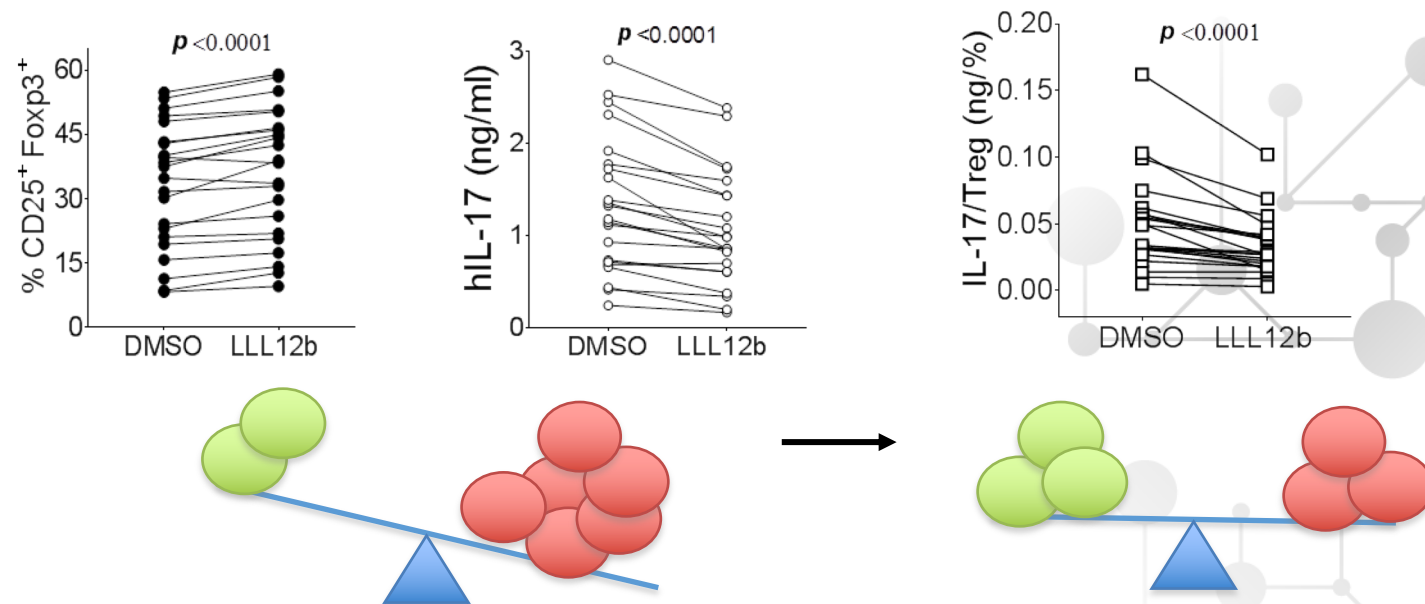 p <0.0001
% CD25+ Foxp3+
60
45
30
15
0
DMSO LLL12b
p <0.0001
hIL-17 (ng/ml)
3
2
1
0
DMSO LLL12b
p <0.0001
IL-17/Treg (ng/%)
0.20
0.15
0.10
0.05
0.00
DMSO LLL12b